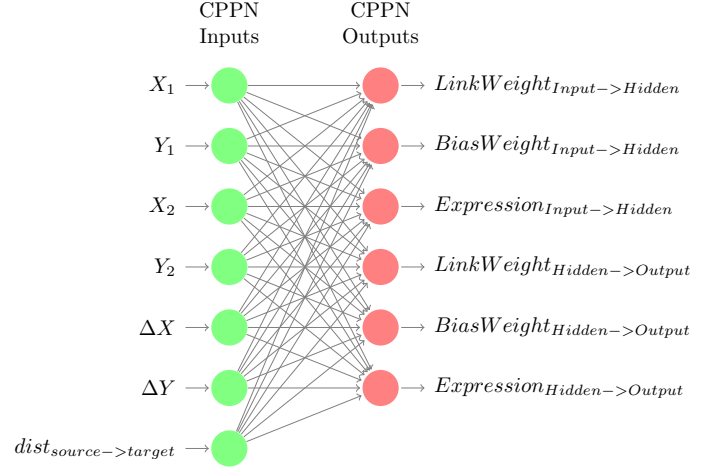 CPPN
Inputs
CPPN
Outputs
X1
LinkWeightInput->Hidden
Y1
BiasWeightInput->Hidden
X2
ExpressionInput->Hidden
Y2
LinkWeightHidden->Output
ΔX
BiasWeightHidden->Output
ΔY
ExpressionHidden->Output
distsource->target